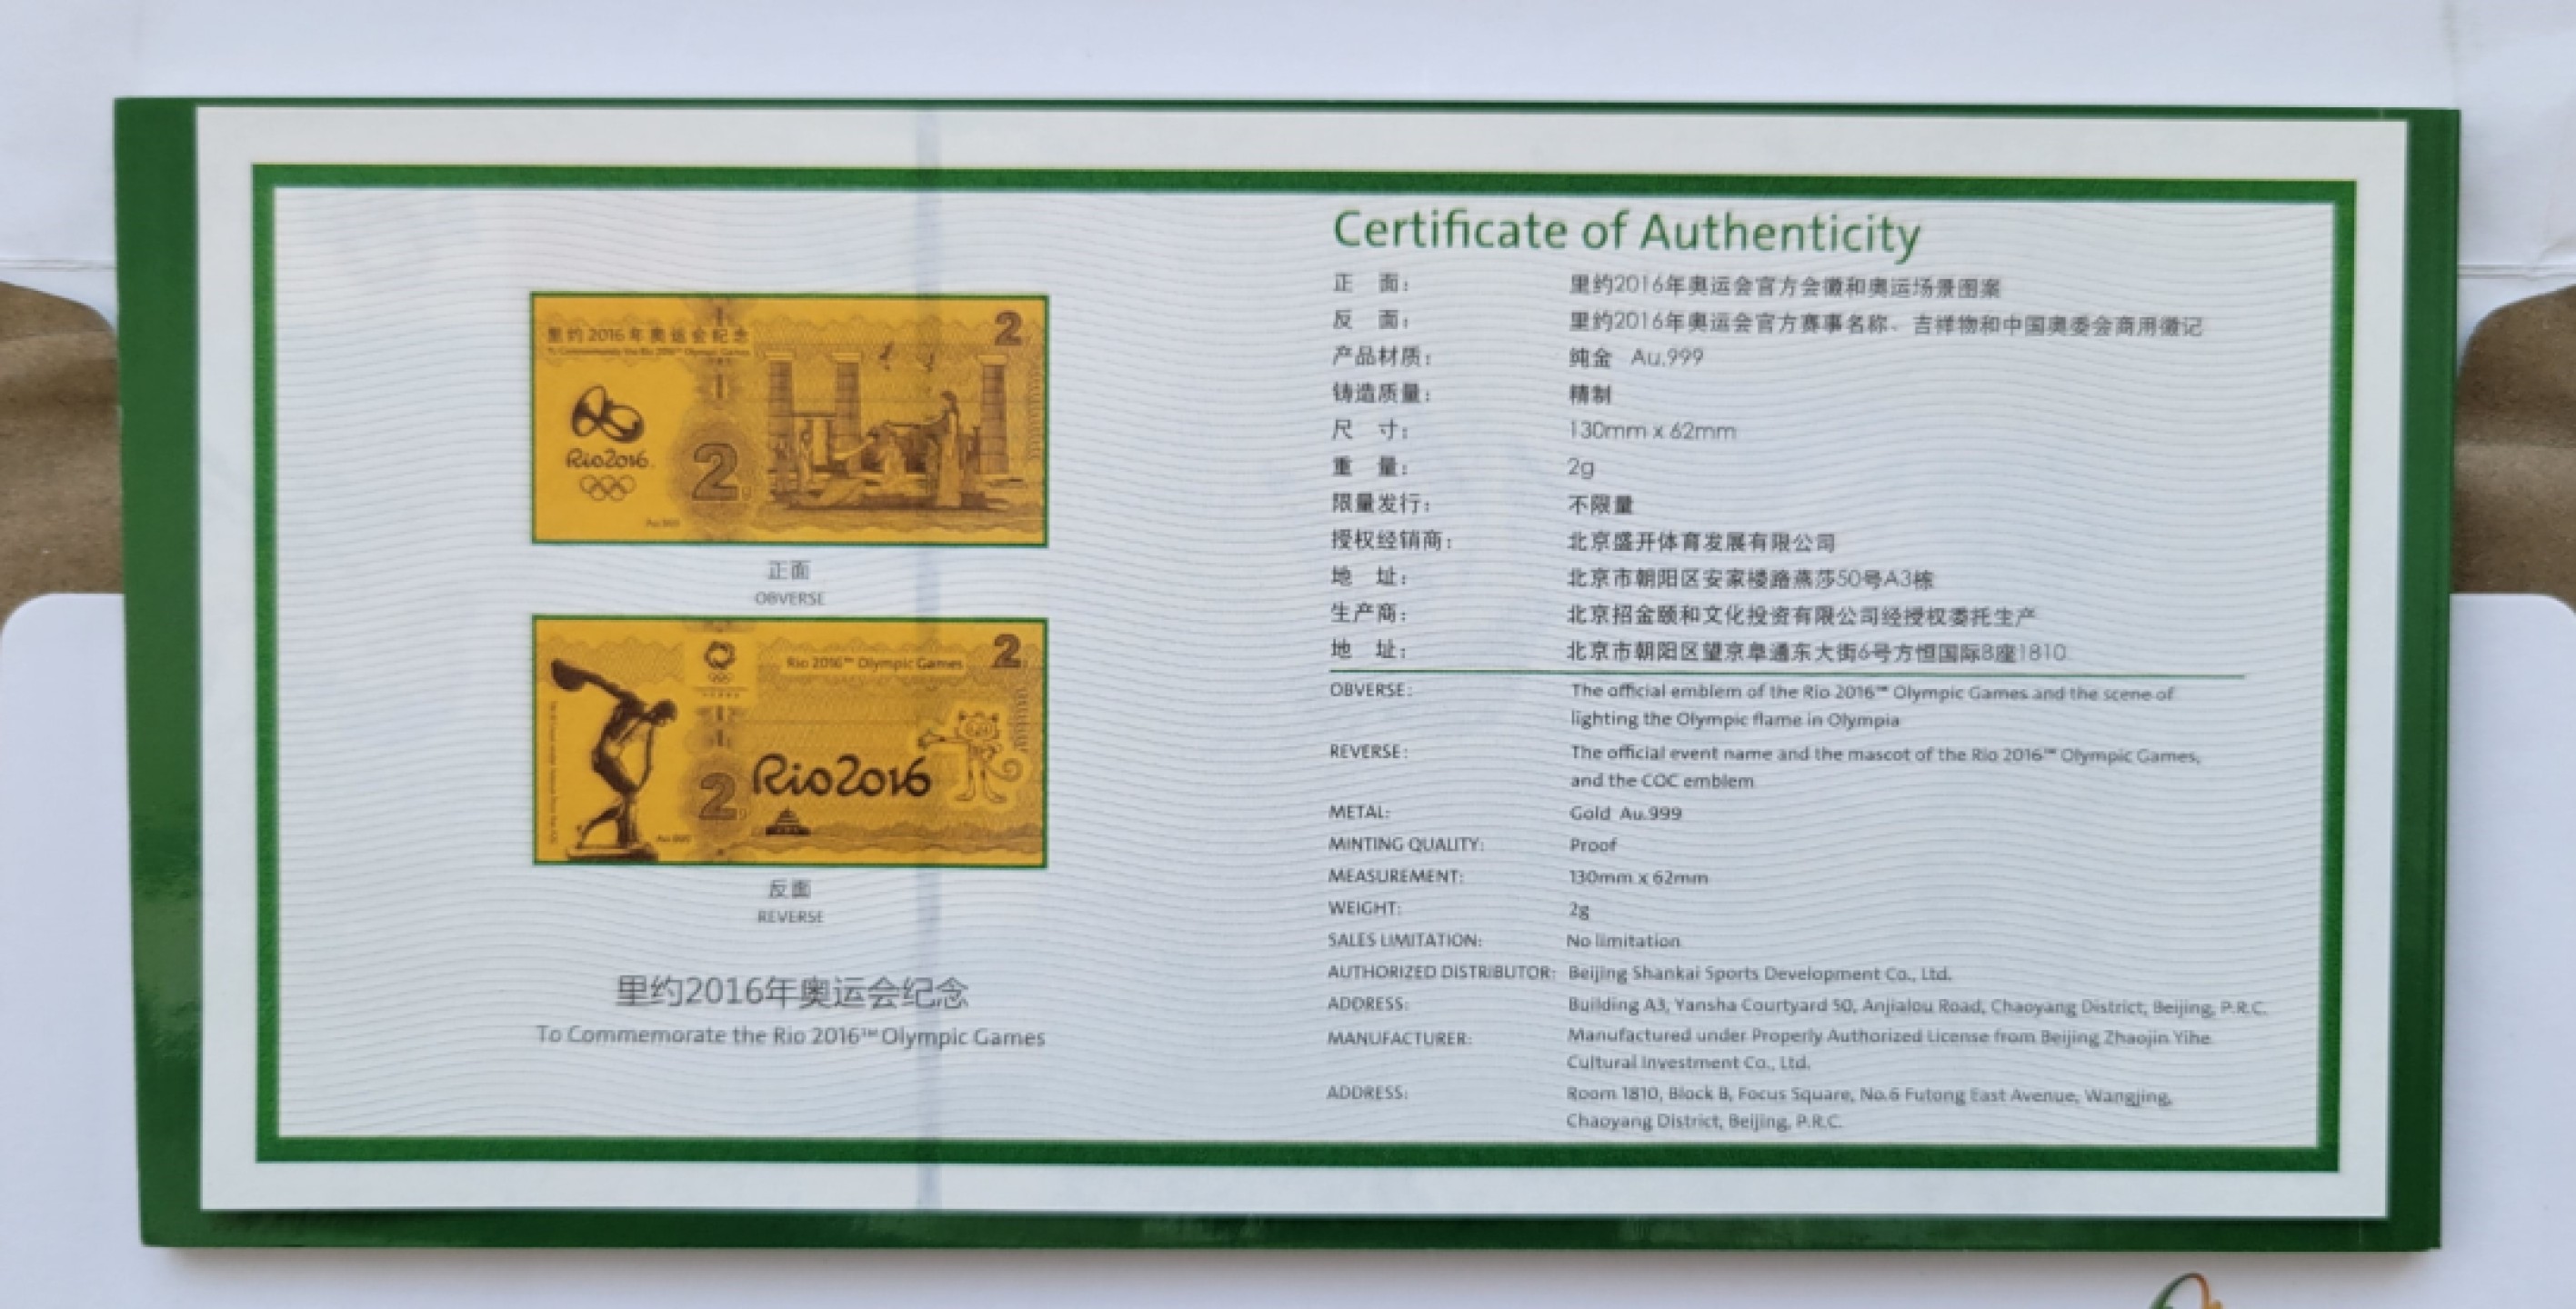 里约2016年奥运会纪念
To Commemorate the Rio 2016™ Olympic Games
2
Rio2016
2g
Au.999
正面
OBVERSE
Rio 2016™ Olympic Games
2
Rio2016
2g
Au.999
反面
REVERSE
里约2016年奥运会纪念
To Commemorate the Rio 2016™ Olympic Games
Certificate of Authenticity
正 面： 里约2016年奥运会官方会徽和奥运场景图案
反 面： 里约2016年奥运会官方赛事名称、吉祥物和中国奥委会商用徽记
产品材质： 纯金 Au.999
铸造质量： 精制
尺 寸： 130mm x 62mm
重 量： 2g
限量发行： 不限量
授权经销商： 北京盛开体育发展有限公司
地 址： 北京市朝阳区安家楼路燕莎50号A3栋
生产商： 北京招金颐和文化投资有限公司经授权委托生产
地 址： 北京市朝阳区望京阜通东大街6号方恒国际B座1810
OBVERSE: The official emblem of the Rio 2016™ Olympic Games and the scene of
lighting the Olympic flame in Olympia
REVERSE: The official event name and the mascot of the Rio 2016™ Olympic Games,
and the COC emblem
METAL: Gold Au.999
MINTING QUALITY: Proof
MEASUREMENT: 130mm x 62mm
WEIGHT: 2g
SALES LIMITATION: No limitation
AUTHORIZED DISTRIBUTOR: Beijing Shankai Sports Development Co., Ltd.
ADDRESS: Building A3, Yansha Courtyard 50, Anjialou Road, Chaoyang District, Beijing, P.R.C.
MANUFACTURER: Manufactured under Properly Authorized License from Beijing Zhaojin Yihe
Cultural Investment Co., Ltd.
ADDRESS: Room 1810, Block B, Focus Square, No.6 Futong East Avenue, Wangjing,
Chaoyang District, Beijing, P.R.C.